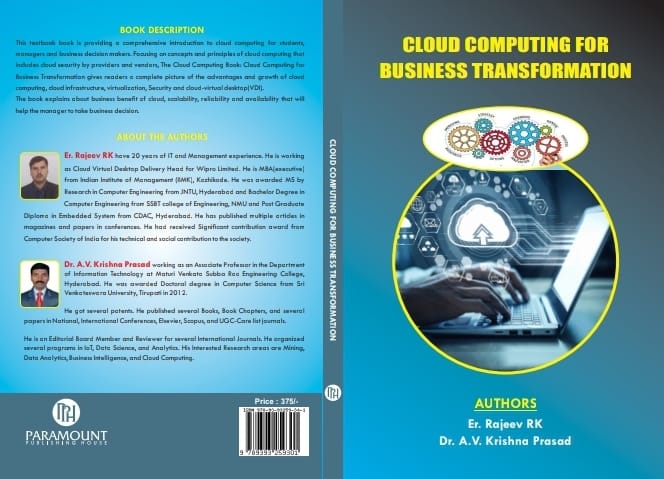 BOOK DESCRIPTION
This textbook book is providing a comprehensive introduction to cloud computing for students,
managers and business decision makers. Focusing on concepts and principles of cloud computing that
includes cloud security by providers and vendors, The Cloud Computing Book: Cloud Computing for
Business Transformation gives readers a complete picture of the advantages and growth of cloud
computing, cloud infrastructure, virtualization, Security and cloud-virtual desktop(VDI).
The book explains about business benefit of cloud, scalability, reliability and availability that will
help the manager to take business decision.
ABOUT THE AUTHORS
Er. Rajeev RK have 20 years of IT and Management experience. He is working
as Cloud Virtual Desktop Delivery Head for Wipro Limited. He is MBA(executive)
from Indian Institute of Management (IIMK), Kozhikode. He was awarded MS by
Research in Computer Engineering from JNTU, Hyderabad and Bachelor Degree in
Computer Engineering from SSBT college of Engineering, NMU and Post Graduate
Diploma in Embedded System from CDAC, Hyderabad. He has published multiple articles in
magazines and papers in conferences. He had received Significant contribution award from
Computer Society of India for his technical and social contribution to the society.
Dr. A.V. Krishna Prasad working as an Associate Professor in the Department
of Information Technology at Maturi Venkata Subba Rao Engineering College,
Hyderabad. He was awarded Doctoral degree in Computer Science from Sri
Venkateswara University, Tirupati in 2012.
He got several patents. He published several Books, Book Chapters, and several
papers in National, International Conferences, Elsevier, Scopus, and UGC-Care list journals.
He is an Editorial Board Member and Reviewer for several International Journals. He organized
several programs in IoT, Data Science, and Analytics. His Interested Research areas are Mining,
Data Analytics, Business Intelligence, and Cloud Computing.
PARAMOUNT
PUBLISHING HOUSE
Price : 375/-
9 789393 259301
CLOUD COMPUTING FOR BUSINESS TRANSFORMATION
CLOUD COMPUTING FOR
BUSINESS TRANSFORMATION
AUTHORS
Er. Rajeev RK
Dr. A.V. Krishna Prasad